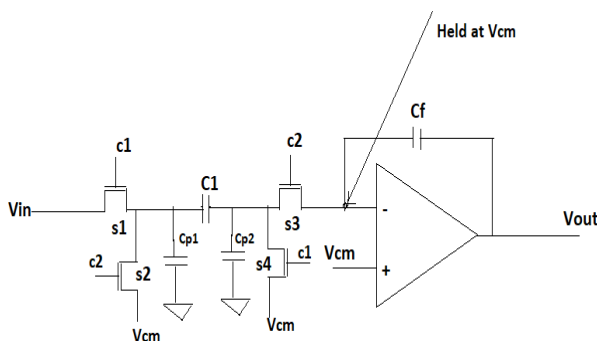 Held at Vcm
Cf
c2
c1
C1
Vin
s1
s3
-
Cp1
Cp2
c2
s2
s4
c1
Vcm
+
Vout
Vcm
Vcm